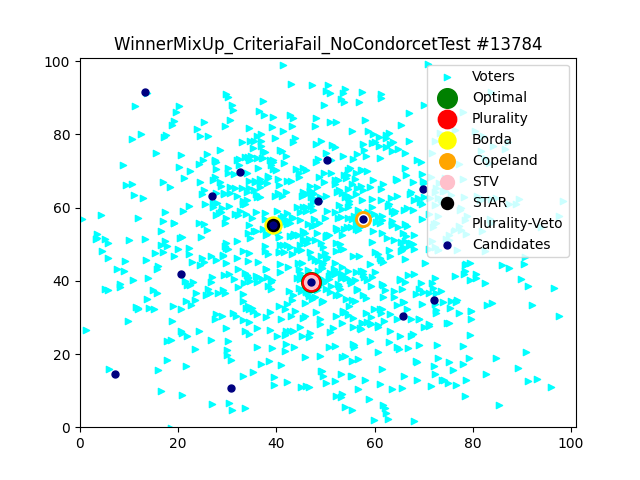 WinnerMixUp_CriteriaFail_NoCondorcetTest #13784
100
80
60
40
20
0
0
20
40
60
80
100
Voters
Optimal
Plurality
Borda
Copeland
STV
STAR
Plurality-Veto
Candidates